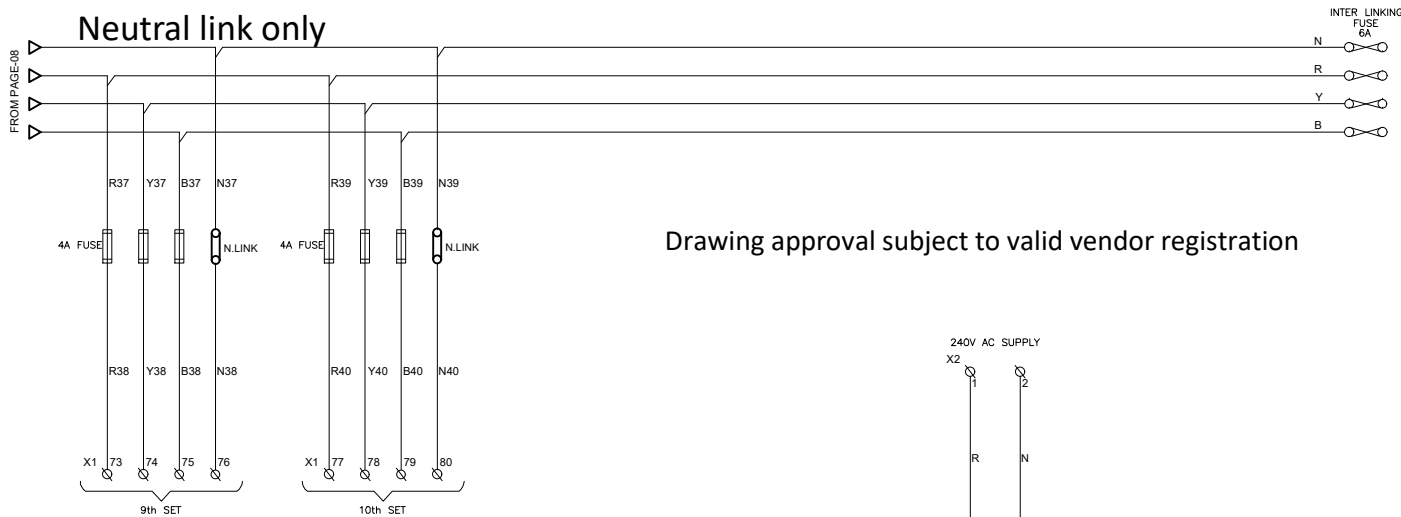 Neutral link only
INTER LINKING
FUSE
6A
FROM PAGE-08
N
R
Y
B
R37 Y37 B37 N37 R39 Y39 B39 N39
4A FUSE N.LINK 4A FUSE N.LINK
Drawing approval subject to valid vendor registration
240V AC SUPPLY
X2
1 2
R38 Y38 B38 N38 R40 Y40 B40 N40
R N
X1 73 74 75 76 X1 77 78 79 80
9th SET 10th SET